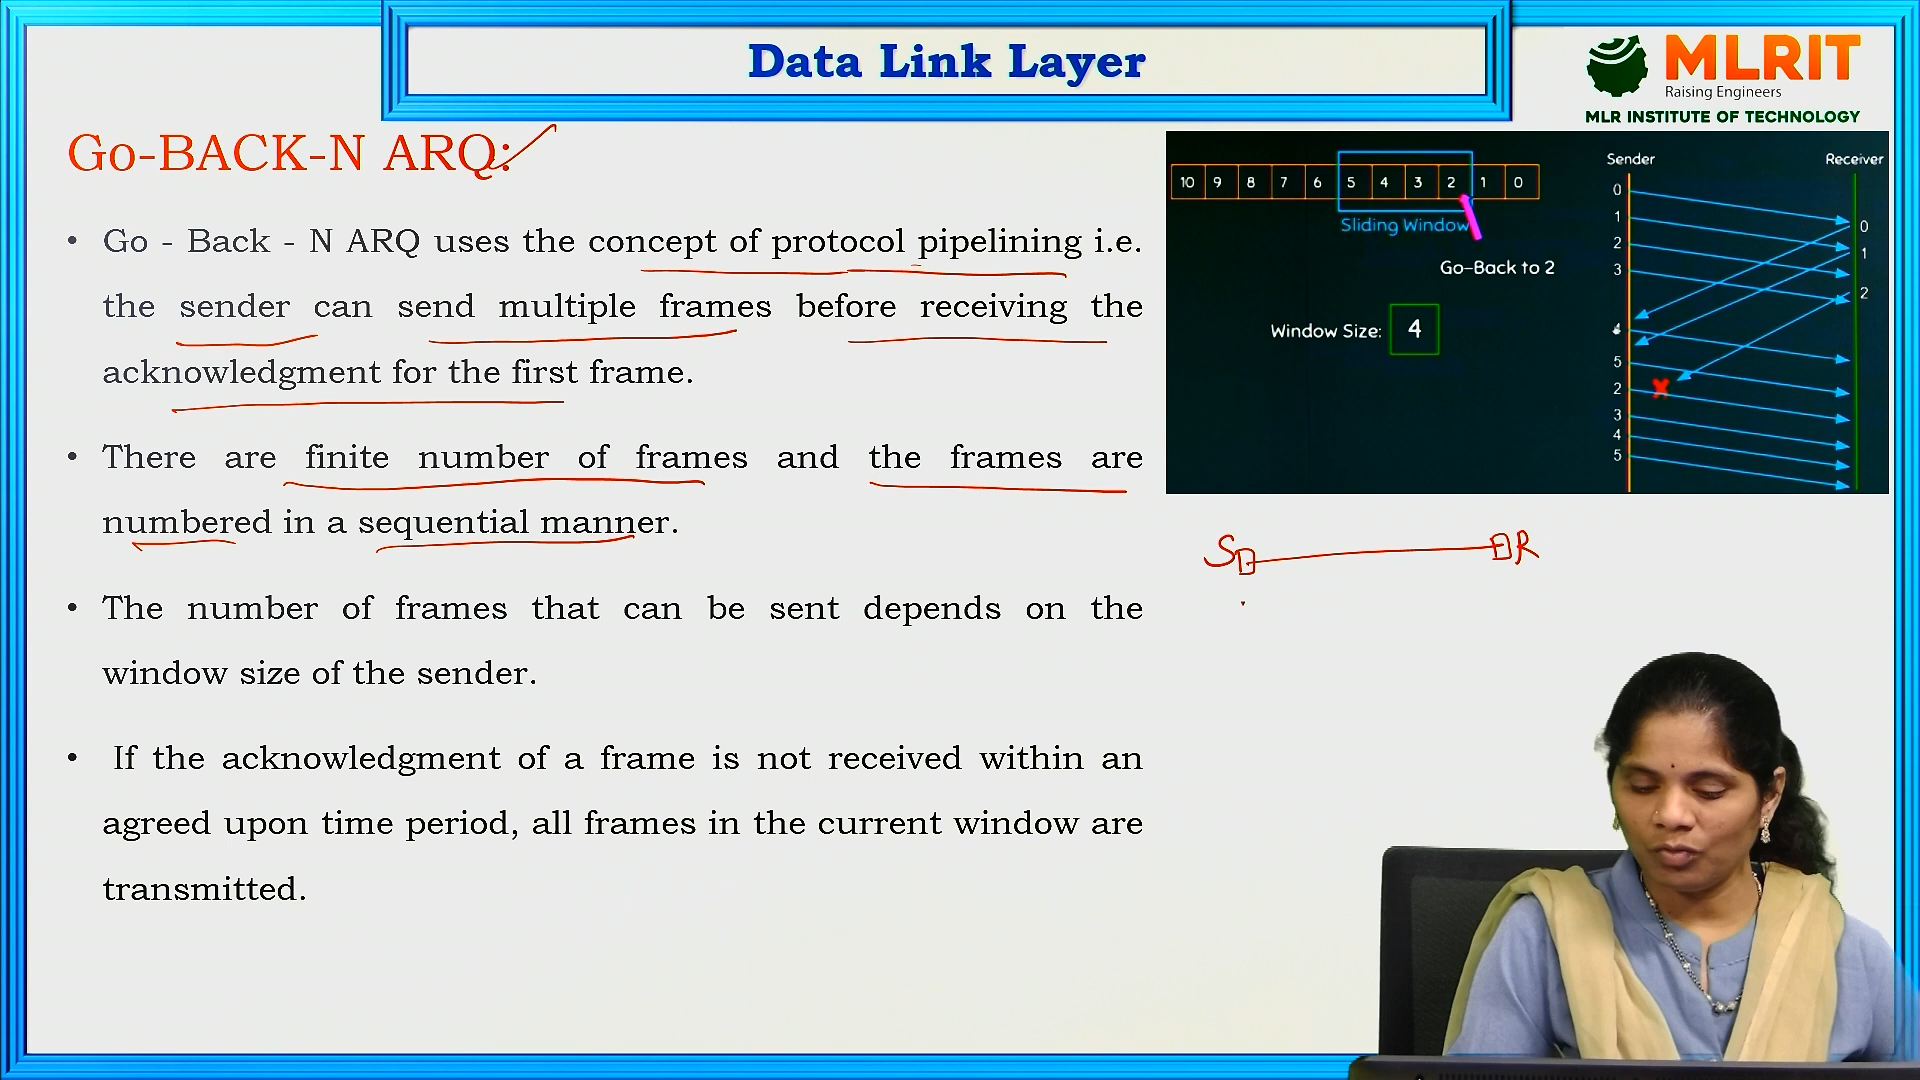 Data Link Layer
MLRIT
Raising Engineers
MLR INSTITUTE OF TECHNOLOGY
Go-BACK-N ARQ:
• Go - Back - N ARQ uses the concept of protocol pipelining i.e.
the sender can send multiple frames before receiving the
acknowledgment for the first frame.
• There are finite number of frames and the frames are
numbered in a sequential manner.
• The number of frames that can be sent depends on the
window size of the sender.
• If the acknowledgment of a frame is not received within an
agreed upon time period, all frames in the current window are
transmitted.
10 9 8 7 6 5 4 3 2 1 0
Sliding Window
Go-Back to 2
Window Size: 4
Sender Receiver
0
0
1
1
2
2
3
4
5
2
3
4
5
S R